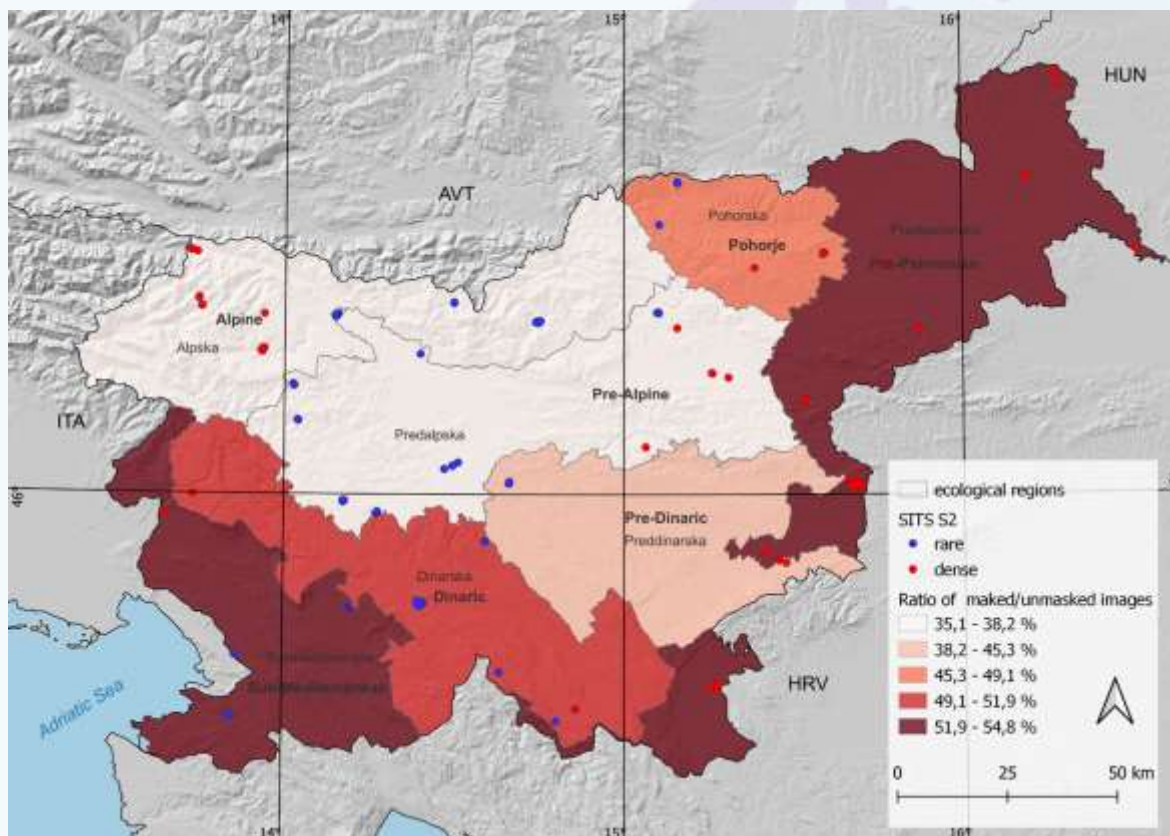 14°
15°
16°
HUN
AVT
Pohorska
Pohorje
Alpine
Alpska
Pre-Alpine
ITA
Predalpska
46°
Pre-Dinaric
Preddinarska
Dinarska
Dinaric
HRV
Adriatic Sea
ecological regions
SITS S2
rare
dense
Ratio of maked/unmasked images
35,1 - 38,2 %
38,2 - 45,3 %
45,3 - 49,1 %
49,1 - 51,9 %
51,9 - 54,8 %
0 25 50 km
14°
15°
16°